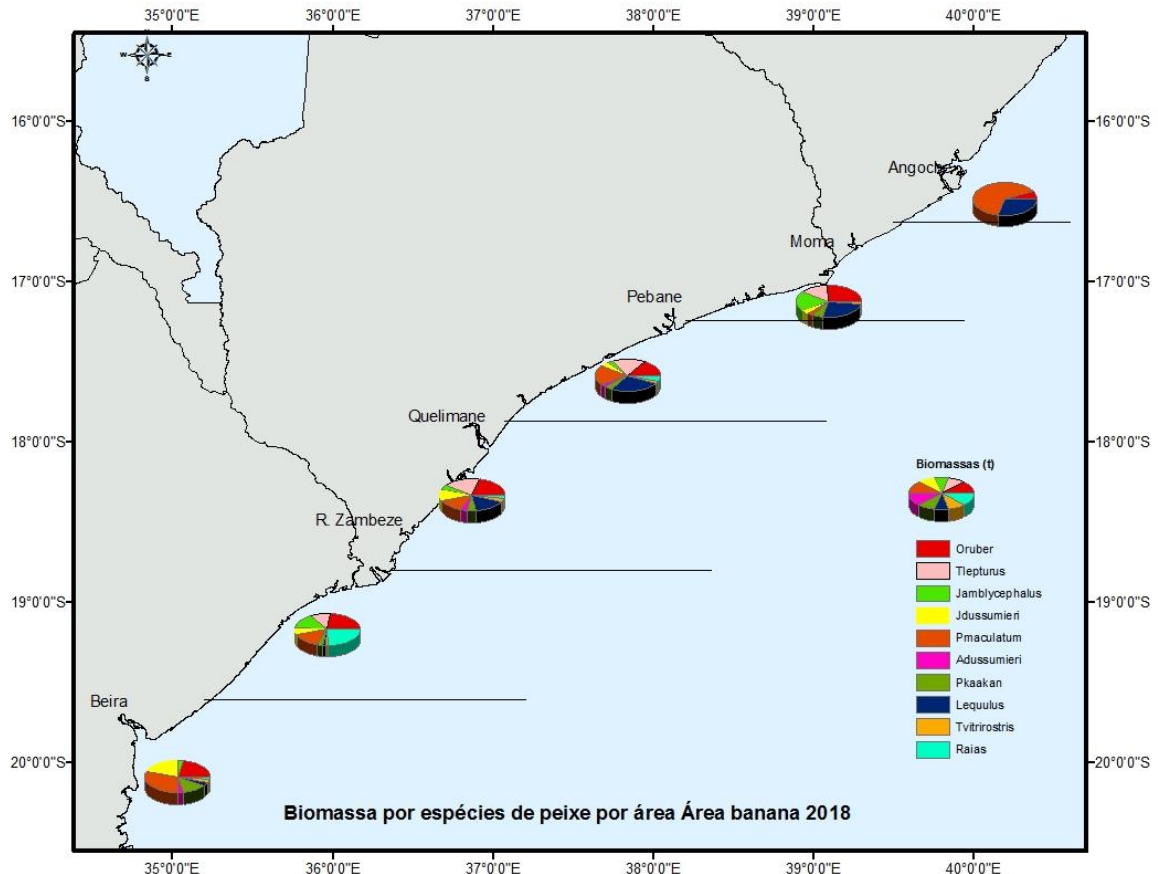 35°0'0"E 36°0'0"E 37°0'0"E 38°0'0"E 39°0'0"E 40°0'0"E
N
W E
S
16°0'0"S 16°0'0"S
Angoche
Moma
17°0'0"S 17°0'0"S
Pebane
Quelimane
18°0'0"S 18°0'0"S
Biomassas (t)
R. Zambeze
Oruber
Tlepturus
Jamblycephalus
19°0'0"S 19°0'0"S
Jdussumieri
Pmaculatum
Adussumieri
Pkaakan
Beira
Lequulus
Tvitrirostris
Raias
20°0'0"S 20°0'0"S
Biomassa por espécies de peixe por área Área banana 2018
35°0'0"E 36°0'0"E 37°0'0"E 38°0'0"E 39°0'0"E 40°0'0"E